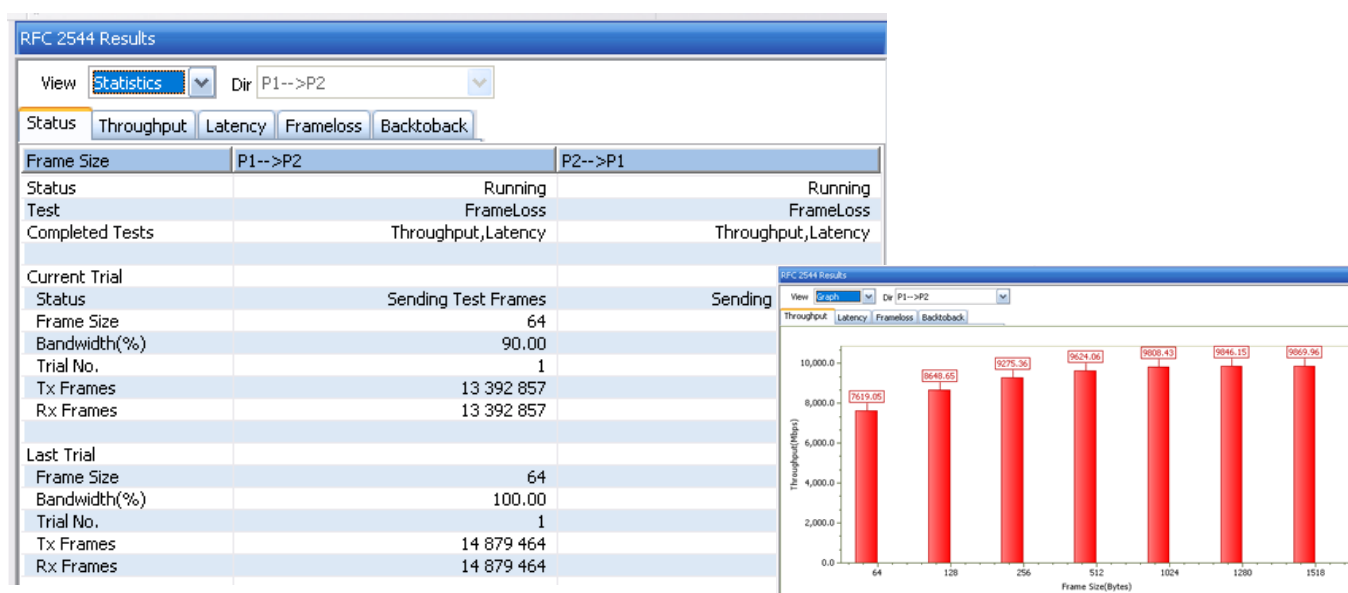 RFC 2544 Results
View Statistics Dir P1-->P2
Status Throughput Latency Frameloss Backtoback
Frame Size P1-->P2 P2-->P1
Status Running Running
Test FrameLoss FrameLoss
Completed Tests Throughput,Latency Throughput,Latency
Current Trial
Status Sending Test Frames Sending
Frame Size 64
Bandwidth(%) 90.00
Trial No. 1
Tx Frames 13 392 857
Rx Frames 13 392 857
Last Trial
Frame Size 64
Bandwidth(%) 100.00
Trial No. 1
Tx Frames 14 879 464
Rx Frames 14 879 464
RFC 2544 Results
View Graph Dir P1-->P2
Throughput Latency Frameloss Backtoback
7619.05 8648.65 9275.36 9624.06 9808.43 9846.15 9869.96
10,000.0
8,000.0
6,000.0
4,000.0
2,000.0
0.0
Throughput(Mbps)
64 128 256 512 1024 1280 1518
Frame Size(Bytes)